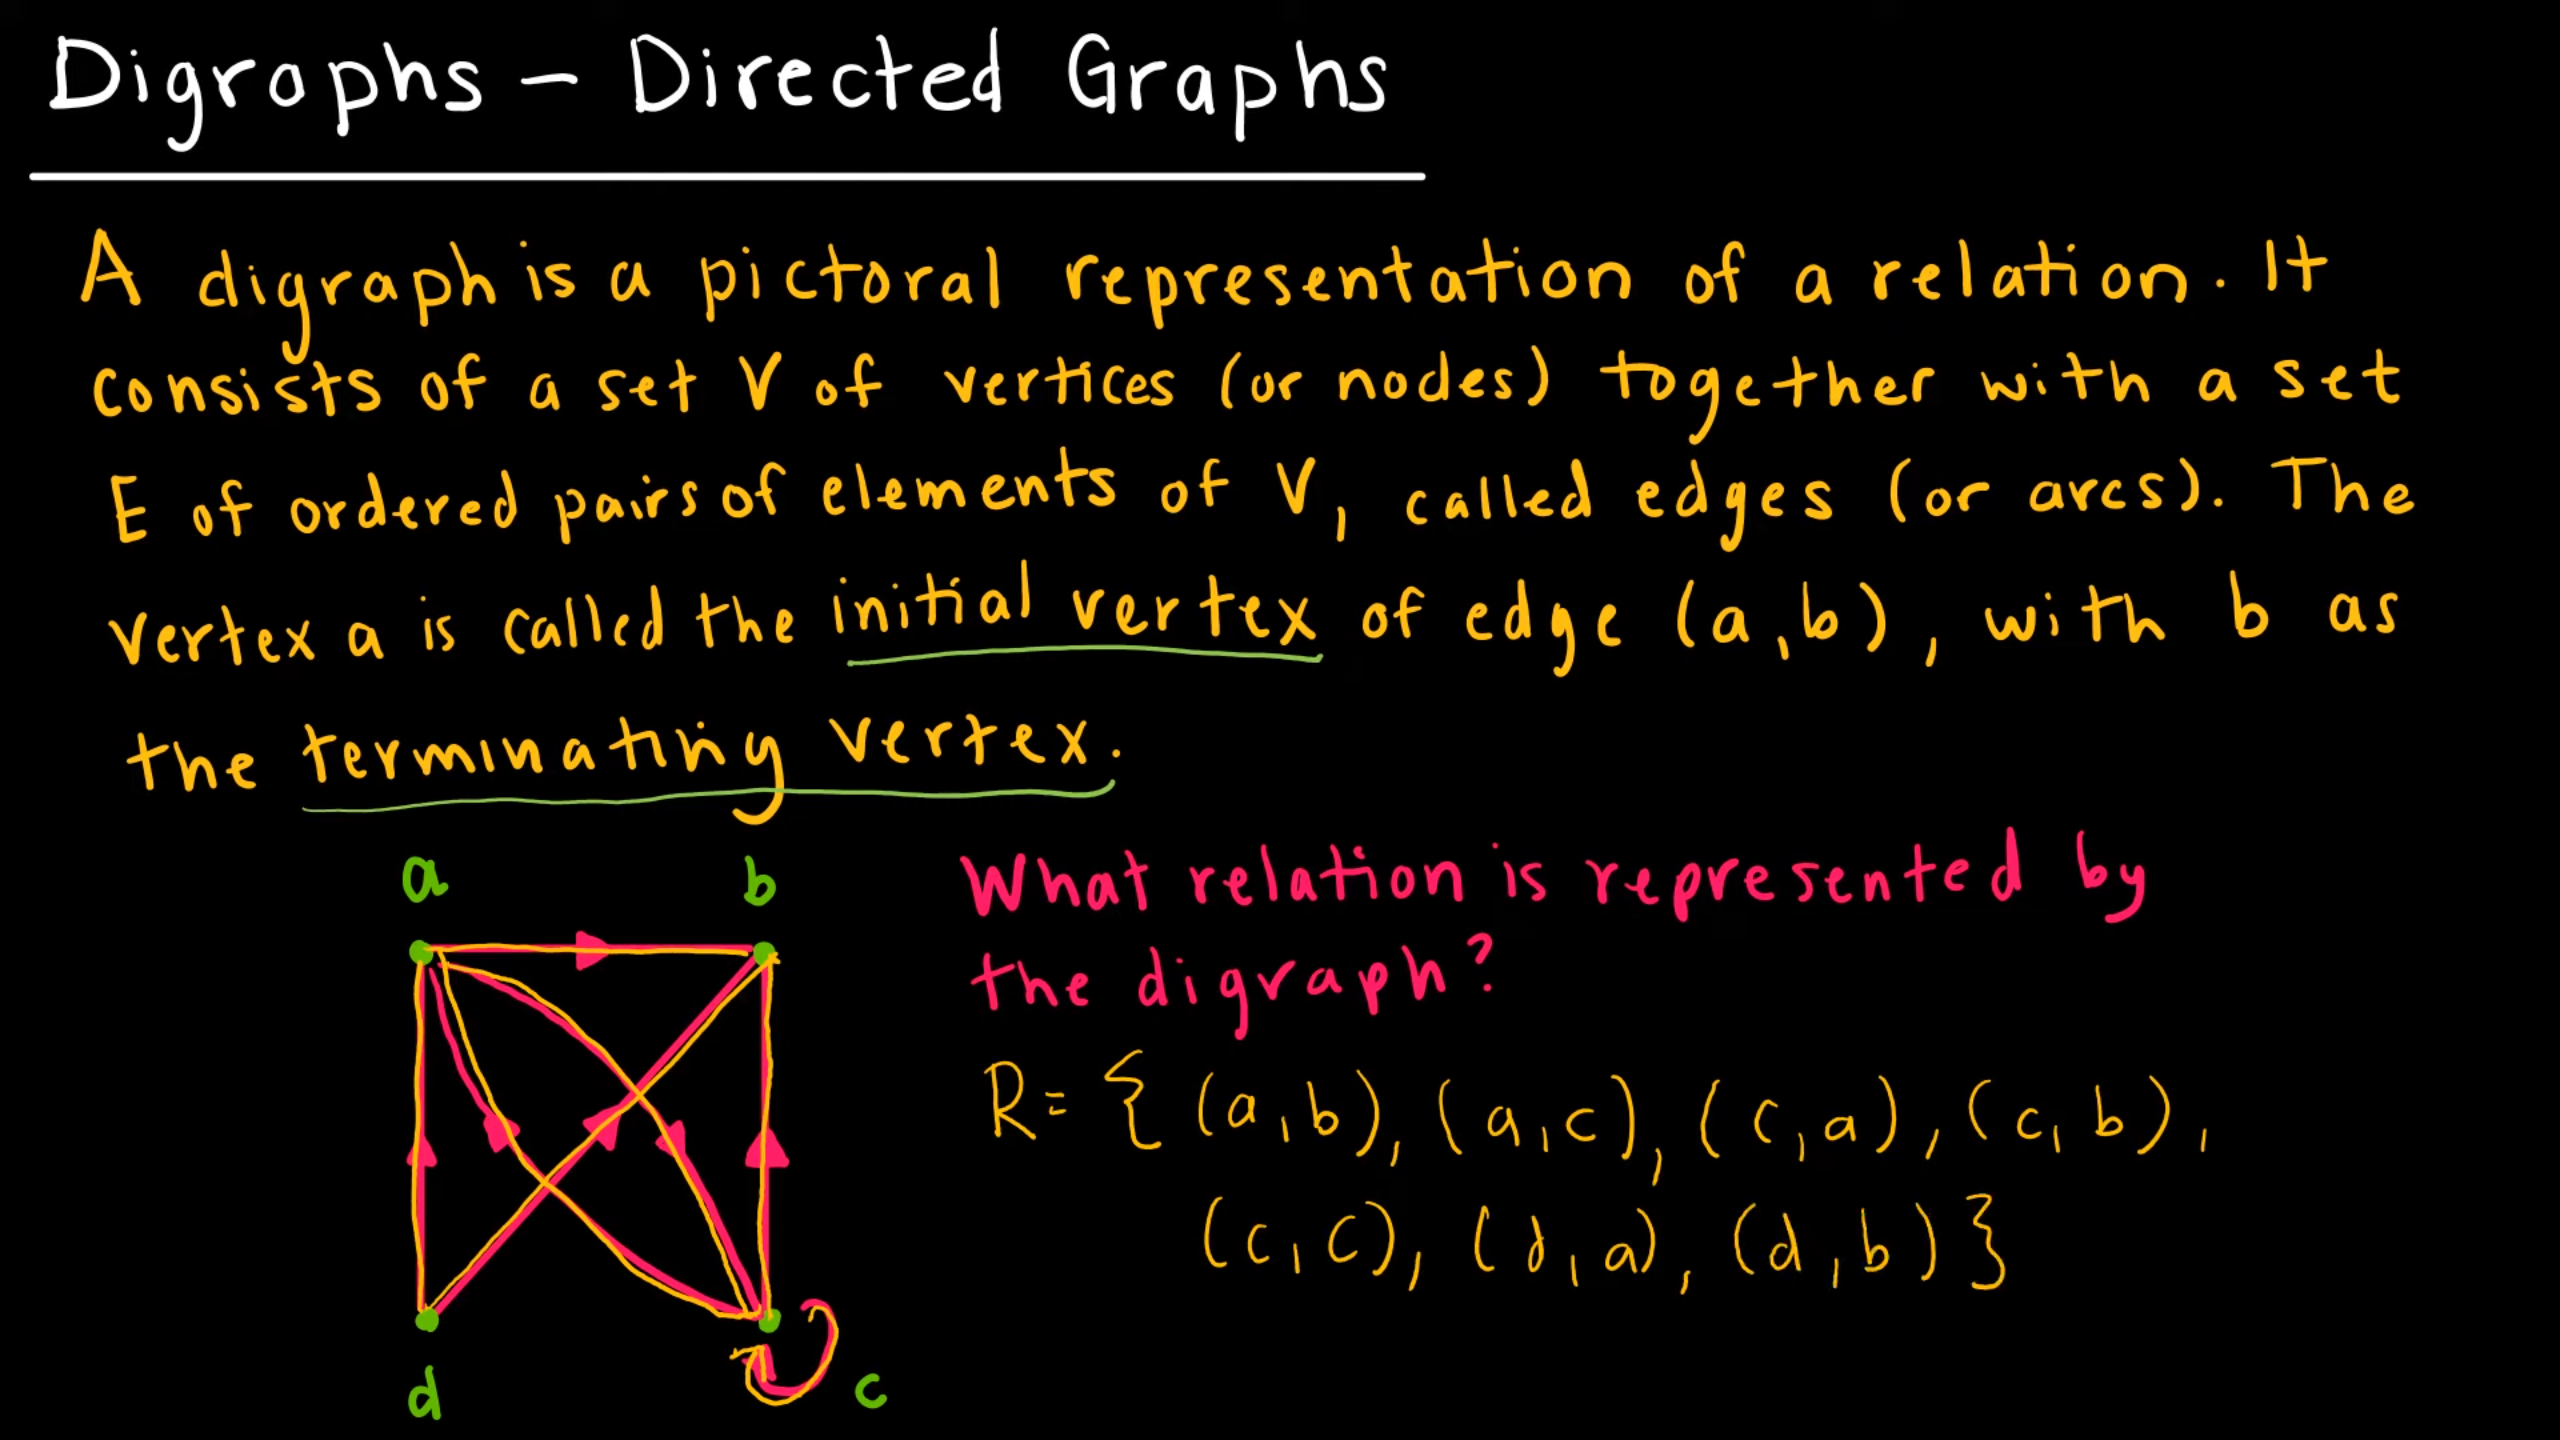 Digraphs – Directed Graphs
A digraph is a pictoral representation of a relation. It
consists of a set V of vertices (or nodes) together with a set
E of ordered pairs of elements of V, called edges (or arcs). The
vertex a is called the initial vertex of edge (a,b), with b as
the terminating vertex.
a b
What relation is represented by
the digraph?
R = { (a,b), (a,c), (c,a), (c,b),
(c,c), (d,a), (d,b) }
d c